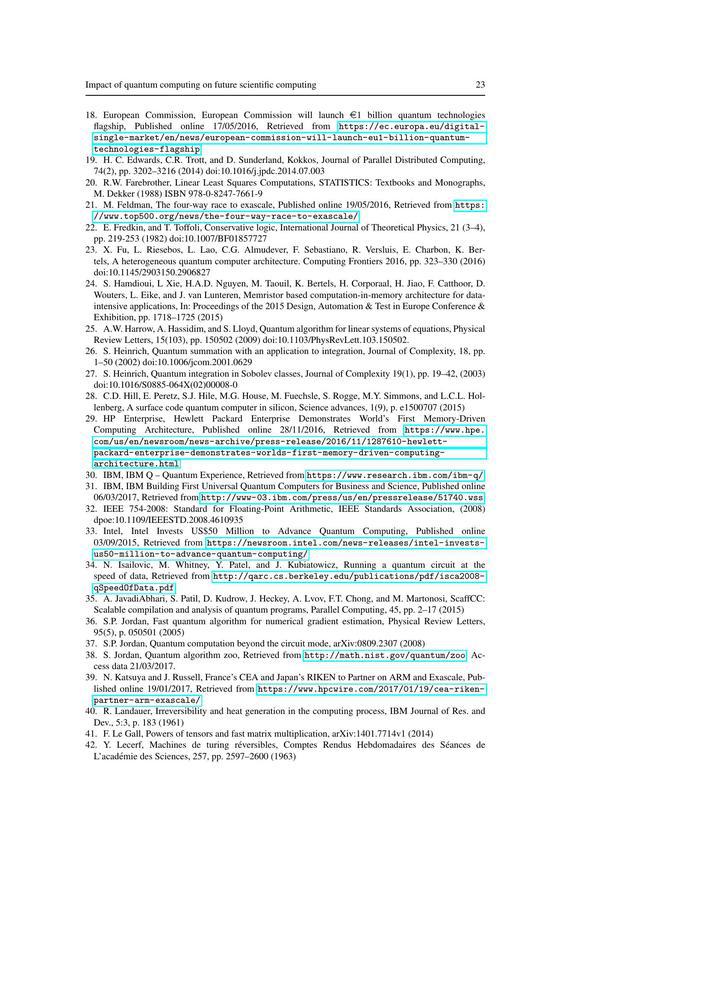 Impact of quantum computing on future scientific computing 23
18. European Commission, European Commission will launch €1 billion quantum technologies
flagship, Published online 17/05/2016, Retrieved from https://ec.europa.eu/digital-
single-market/en/news/european-commission-will-launch-eu1-billion-quantum-
technologies-flagship
19. H. C. Edwards, C.R. Trott, and D. Sunderland, Kokkos, Journal of Parallel Distributed Computing,
74(2), pp. 3202–3216 (2014) doi:10.1016/j.jpdc.2014.07.003
20. R.W. Farebrother, Linear Least Squares Computations, STATISTICS: Textbooks and Monographs,
M. Dekker (1988) ISBN 978-0-8247-7661-9
21. M. Feldman, The four-way race to exascale, Published online 19/05/2016, Retrieved from https:
//www.top500.org/news/the-four-way-race-to-exascale/
22. E. Fredkin, and T. Toffoli, Conservative logic, International Journal of Theoretical Physics, 21 (3–4),
pp. 219-253 (1982) doi:10.1007/BF01857727
23. X. Fu, L. Riesebos, L. Lao, C.G. Almudever, F. Sebastiano, R. Versluis, E. Charbon, K. Ber-
tels, A heterogeneous quantum computer architecture. Computing Frontiers 2016, pp. 323–330 (2016)
doi:10.1145/2903150.2906827
24. S. Hamdioui, L Xie, H.A.D. Nguyen, M. Taouil, K. Bertels, H. Corporaal, H. Jiao, F. Catthoor, D.
Wouters, L. Eike, and J. van Lunteren, Memristor based computation-in-memory architecture for data-
intensive applications, In: Proceedings of the 2015 Design, Automation & Test in Europe Conference &
Exhibition, pp. 1718–1725 (2015)
25. A.W. Harrow, A. Hassidim, and S. Lloyd, Quantum algorithm for linear systems of equations, Physical
Review Letters, 15(103), pp. 150502 (2009) doi:10.1103/PhysRevLett.103.150502.
26. S. Heinrich, Quantum summation with an application to integration, Journal of Complexity, 18, pp.
1–50 (2002) doi:10.1006/jcom.2001.0629
27. S. Heinrich, Quantum integration in Sobolev classes, Journal of Complexity 19(1), pp. 19–42, (2003)
doi:10.1016/S0885-064X(02)00008-0
28. C.D. Hill, E. Peretz, S.J. Hile, M.G. House, M. Fuechsle, S. Rogge, M.Y. Simmons, and L.C.L. Hol-
lenberg, A surface code quantum computer in silicon, Science advances, 1(9), p. e1500707 (2015)
29. HP Enterprise, Hewlett Packard Enterprise Demonstrates World's First Memory-Driven
Computing Architecture, Published online 28/11/2016, Retrieved from https://www.hpe.
com/us/en/newsroom/news-archive/press-release/2016/11/1287610-hewlett-
packard-enterprise-demonstrates-worlds-first-memory-driven-computing-
architecture.html
30. IBM, IBM Q – Quantum Experience, Retrieved from https://www.research.ibm.com/ibm-q/
31. IBM, IBM Building First Universal Quantum Computers for Business and Science, Published online
06/03/2017, Retrieved from http://www-03.ibm.com/press/us/en/pressrelease/51740.wss
32. IEEE 754-2008: Standard for Floating-Point Arithmetic, IEEE Standards Association, (2008)
dpoe:10.1109/IEEESTD.2008.4610935
33. Intel, Intel Invests US$50 Million to Advance Quantum Computing, Published online
03/09/2015, Retrieved from https://newsroom.intel.com/news-releases/intel-invests-
us50-million-to-advance-quantum-computing/
34. N. Isailovic, M. Whitney, Y. Patel, and J. Kubiatowicz, Running a quantum circuit at the
speed of data, Retrieved from http://qarc.cs.berkeley.edu/publications/pdf/isca2008-
qSpeedOfData.pdf
35. A. JavadiAbhari, S. Patil, D. Kudrow, J. Heckey, A. Lvov, F.T. Chong, and M. Martonosi, ScaffCC:
Scalable compilation and analysis of quantum programs, Parallel Computing, 45, pp. 2–17 (2015)
36. S.P. Jordan, Fast quantum algorithm for numerical gradient estimation, Physical Review Letters,
95(5), p. 050501 (2005)
37. S.P. Jordan, Quantum computation beyond the circuit mode, arXiv:0809.2307 (2008)
38. S. Jordan, Quantum algorithm zoo, Retrieved from http://math.nist.gov/quantum/zoo Ac-
cess data 21/03/2017.
39. N. Katsuya and J. Russell, France's CEA and Japan's RIKEN to Partner on ARM and Exascale, Pub-
lished online 19/01/2017, Retrieved from https://www.hpcwire.com/2017/01/19/cea-riken-
partner-arm-exascale/
40. R. Landauer, Irreversibility and heat generation in the computing process, IBM Journal of Res. and
Dev., 5:3, p. 183 (1961)
41. F. Le Gall, Powers of tensors and fast matrix multiplication, arXiv:1401.7714v1 (2014)
42. Y. Lecerf, Machines de turing réversibles, Comptes Rendus Hebdomadaires des Séances de
L'académie des Sciences, 257, pp. 2597–2600 (1963)